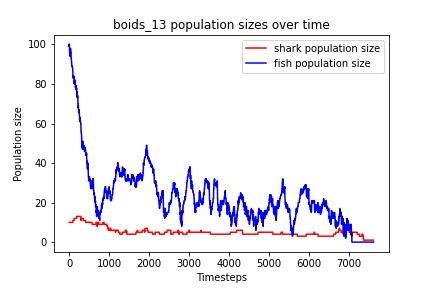 boids_13 population sizes over time
shark population size
fish population size
Population size
100
80
60
40
20
0
0 1000 2000 3000 4000 5000 6000 7000
Timesteps